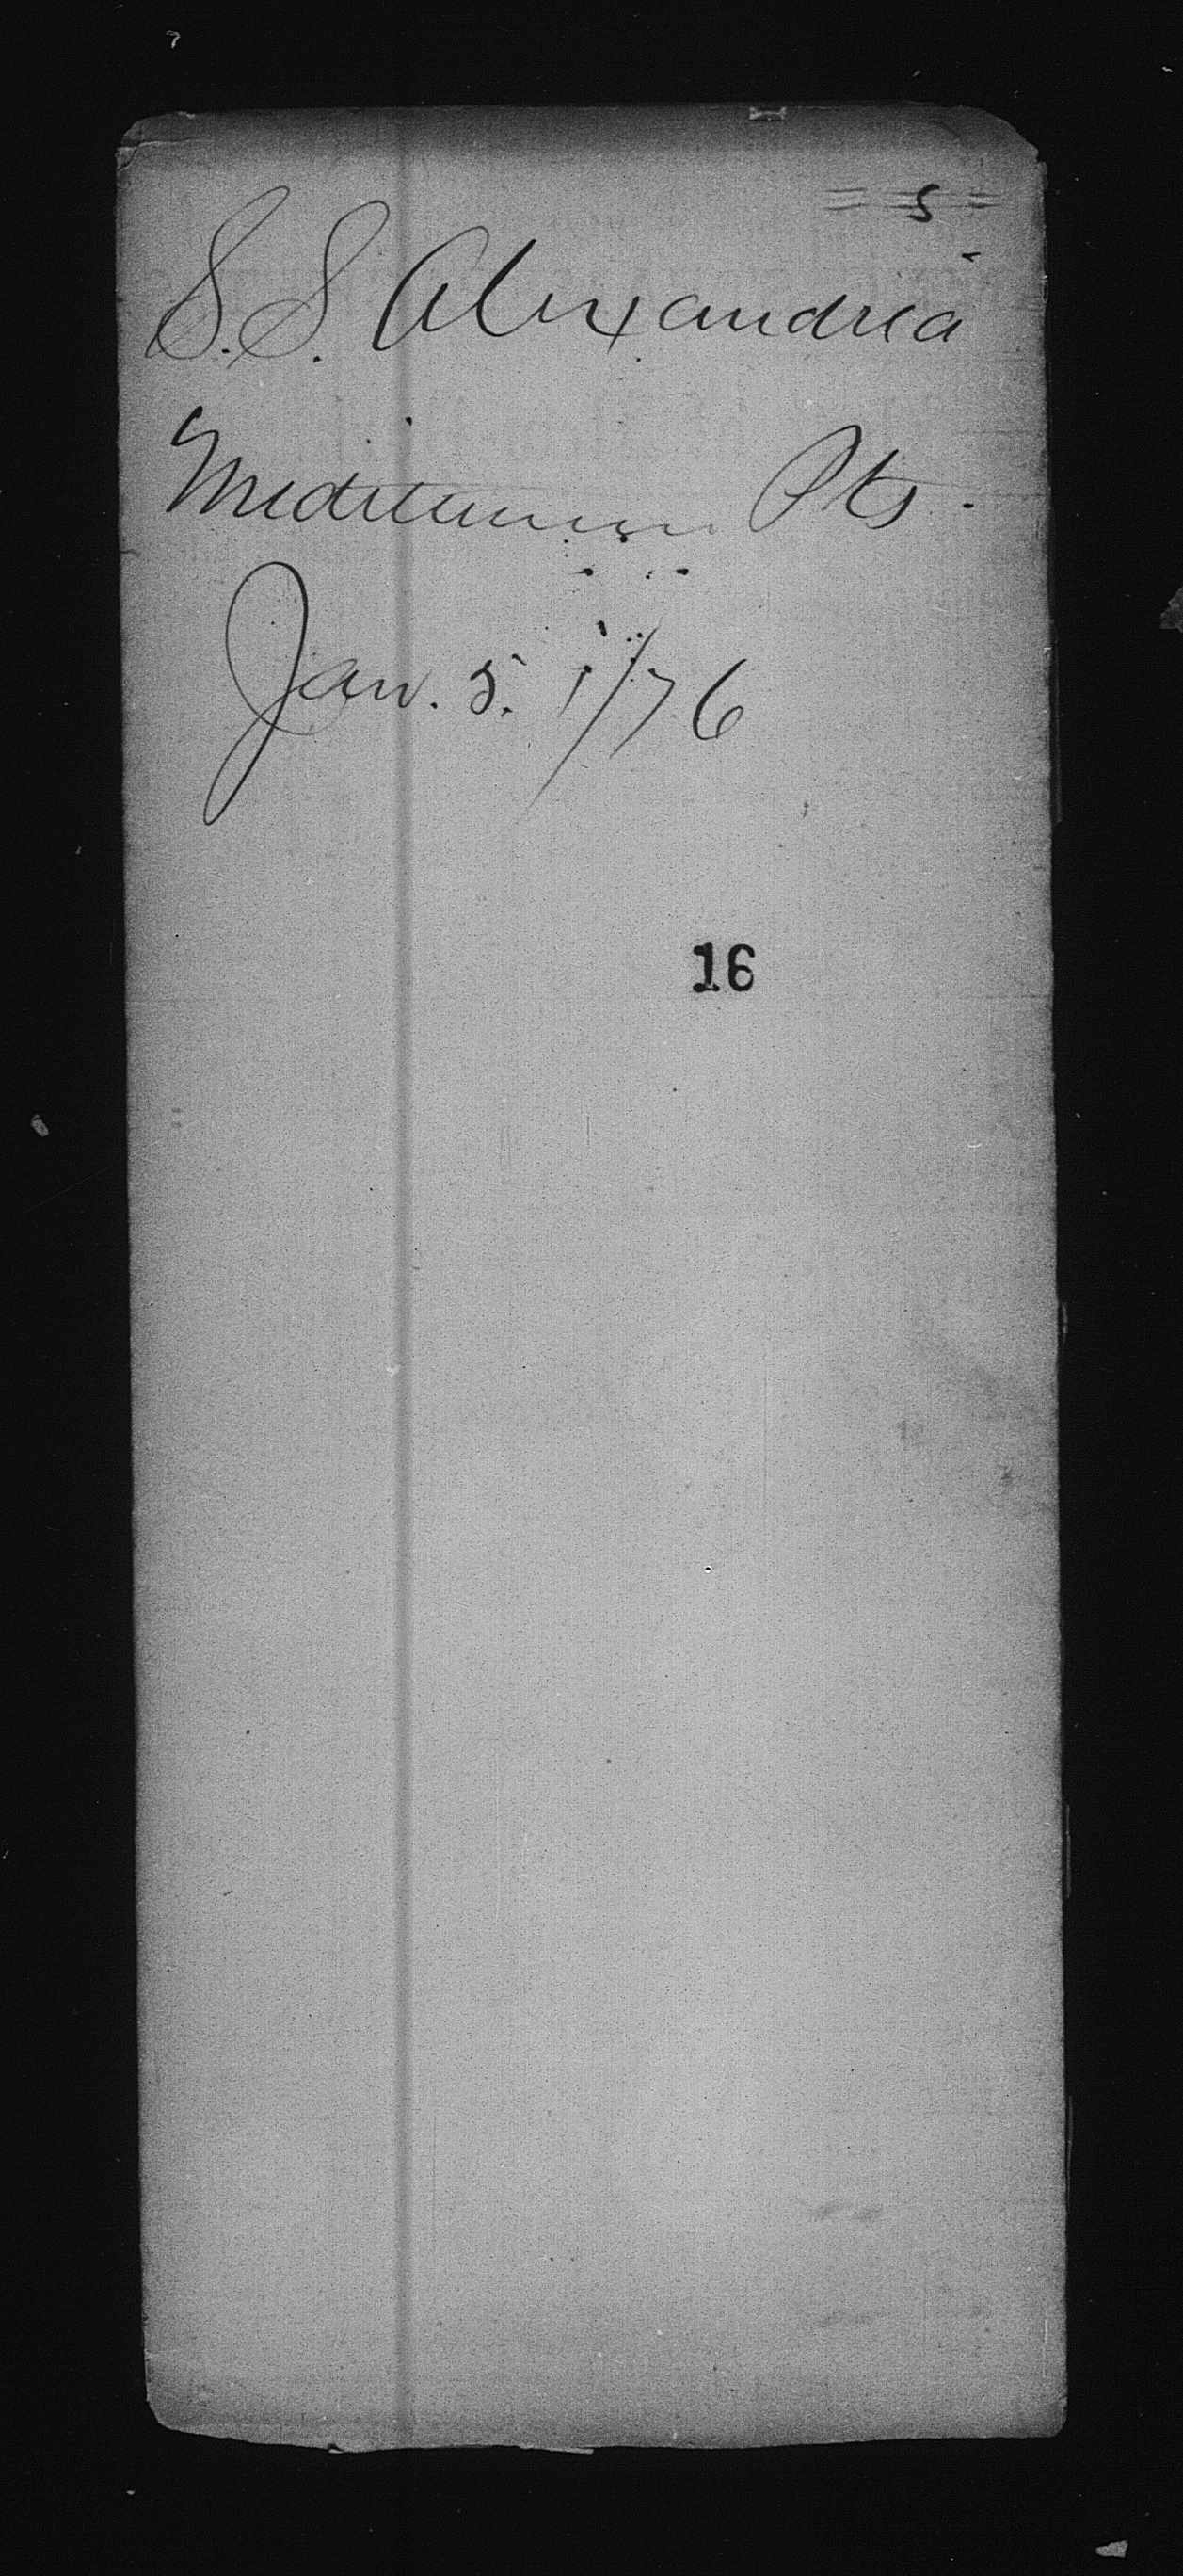 5
S.S. Alexandria
Mediterranean Pts.
Jan. 5. 1/76
16